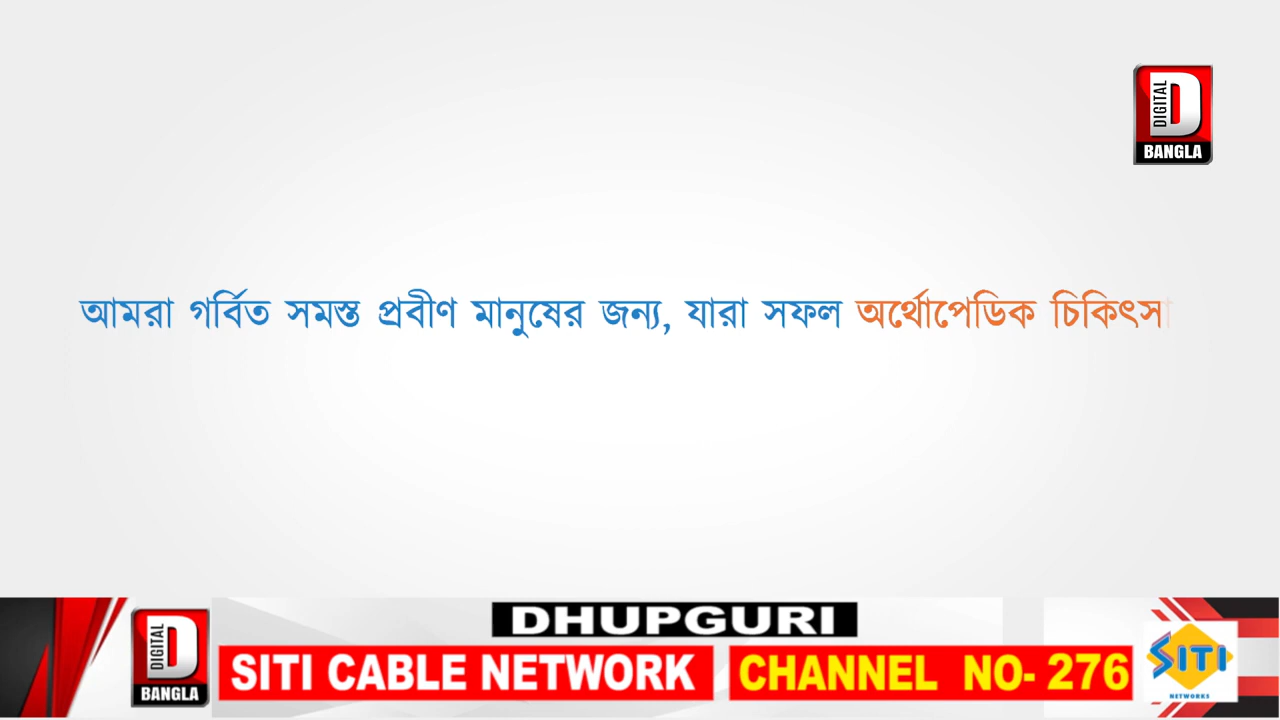 DIGITAL
BANGLA
আমরা গর্বিত সমস্ত প্রবীণ মানুষের জন্য, যারা সফল অর্থোপেডিক চিকিৎসা
DHUPGURI
DIGITAL
BANGLA
SITI CABLE NETWORK
CHANNEL NO- 276
SITI
NETWORKS